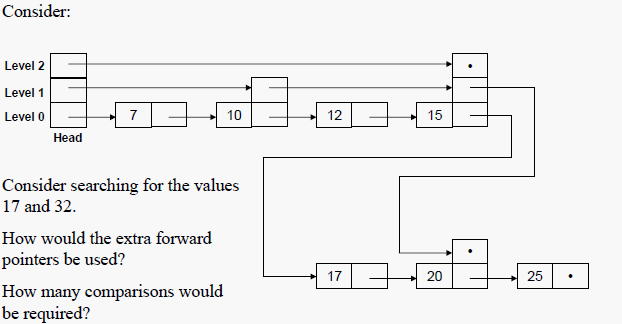 Consider:
Level 2
Level 1
Level 0
7
10
12
15
Head
Consider searching for the values
17 and 32.
How would the extra forward
pointers be used?
How many comparisons would
be required?
17
20
25